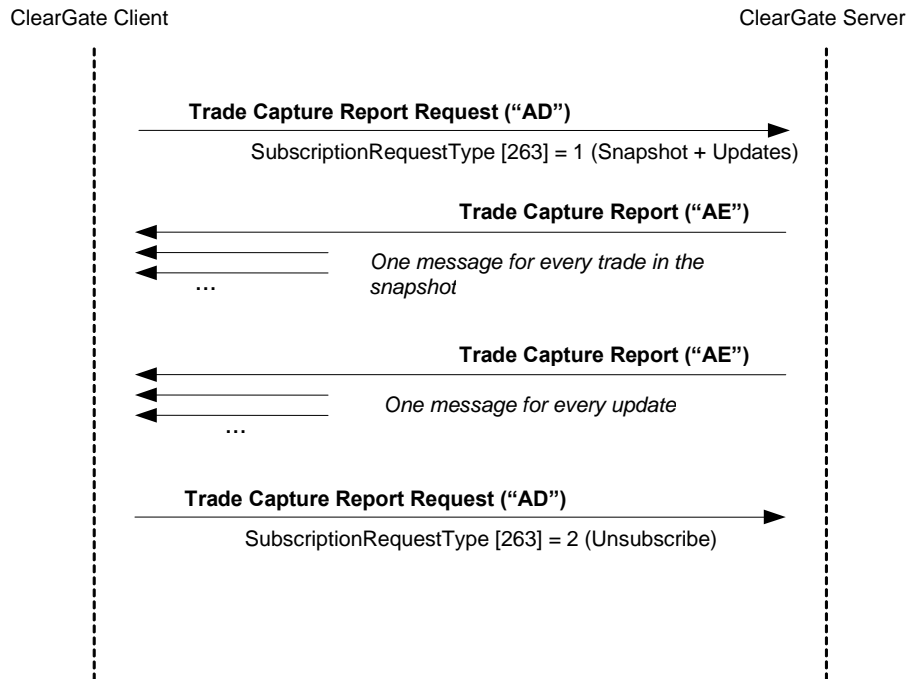 ClearGate Client
ClearGate Server
Trade Capture Report Request (“AD”)
SubscriptionRequestType [263] = 1 (Snapshot + Updates)
Trade Capture Report (“AE”)
One message for every trade in the
snapshot
...
Trade Capture Report (“AE”)
One message for every update
...
Trade Capture Report Request (“AD”)
SubscriptionRequestType [263] = 2 (Unsubscribe)